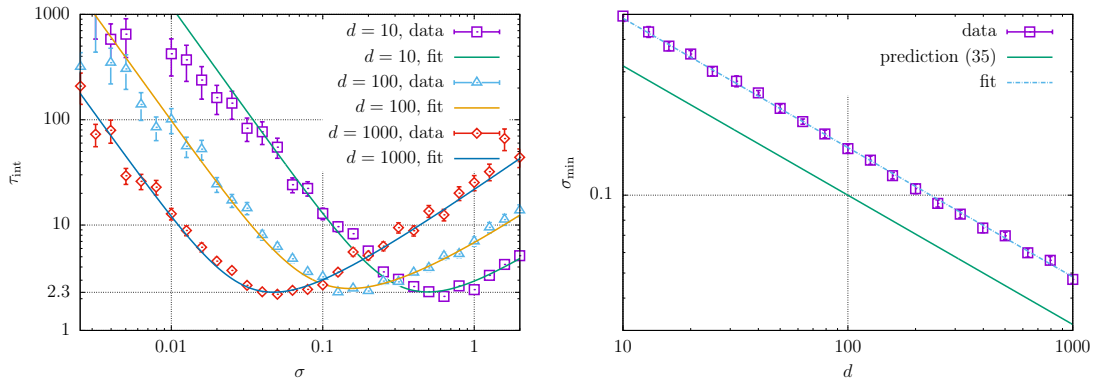 1000
100
10
2.3
1
τint
0.01
0.1
1
σ
d = 10, data
d = 10, fit
d = 100, data
d = 100, fit
d = 1000, data
d = 1000, fit
σmin
0.1
10
100
1000
d
data
prediction (35)
fit